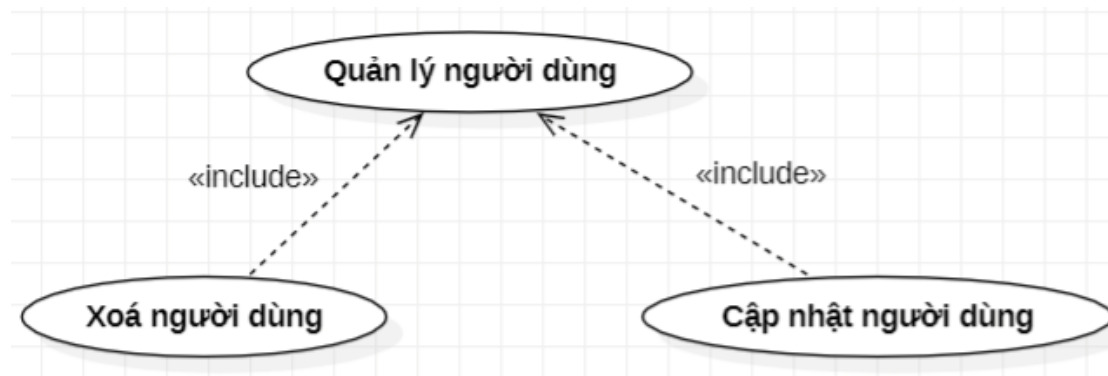 Quản lý người dùng
«include»
«include»
Xoá người dùng
Cập nhật người dùng